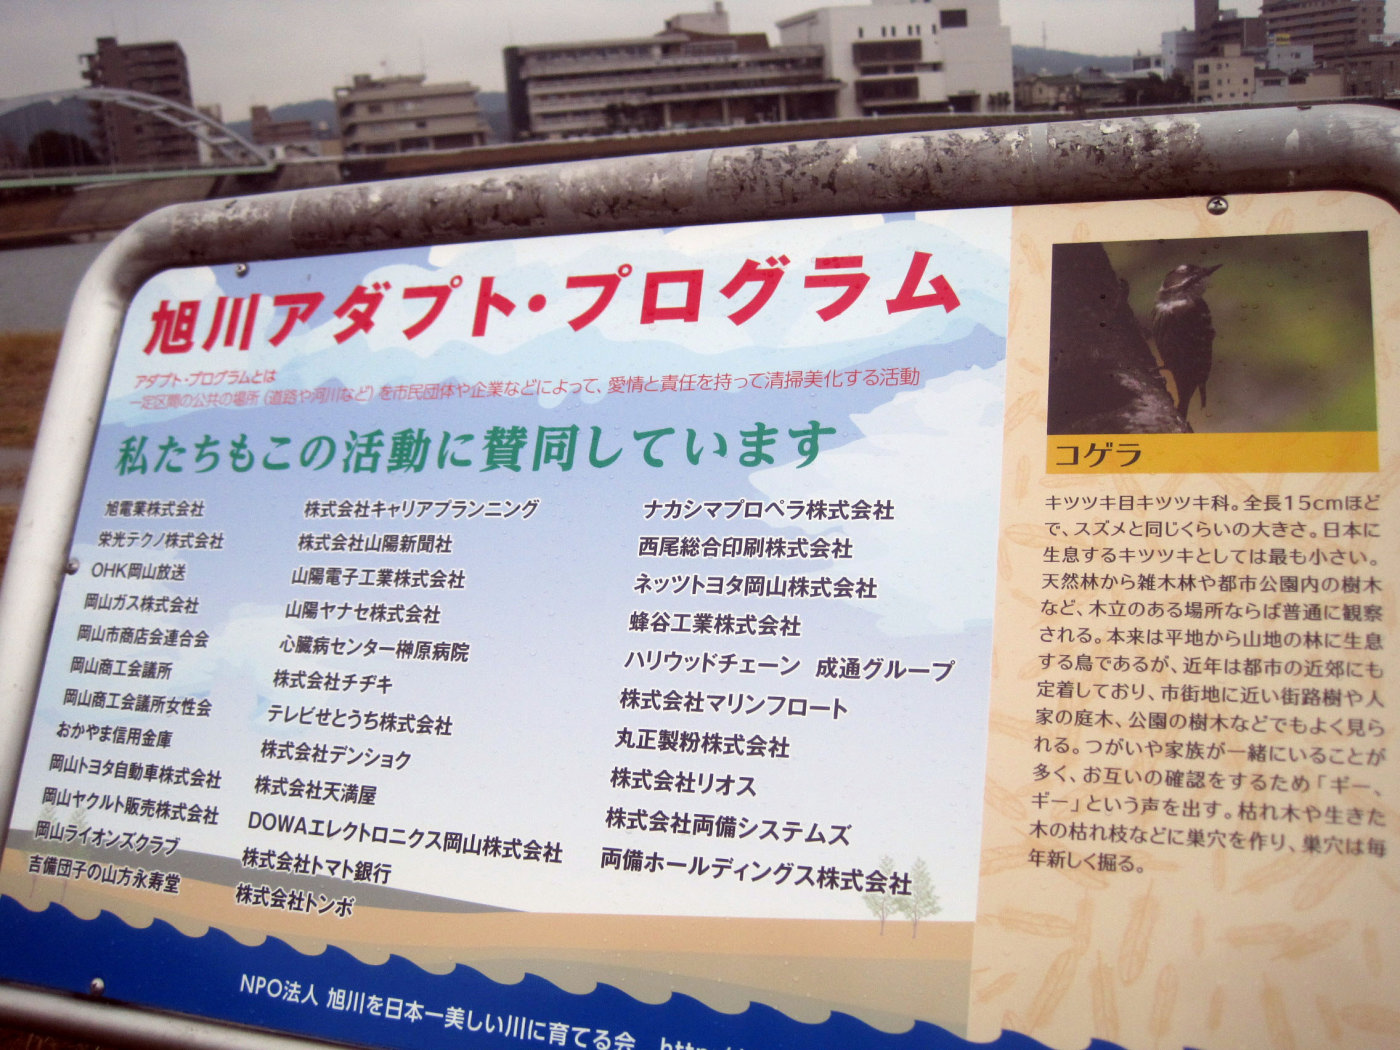 旭川アダプト・プログラム
アダプト・プログラムとは
一定区間の公共の場所（道路や河川など）を市民団体や企業などによって、愛情と責任を持って清掃美化する活動
私たちもこの活動に賛同しています
旭電業株式会社
栄光テクノ株式会社
OHK岡山放送
岡山ガス株式会社
岡山市商店会連合会
岡山商工会議所
岡山商工会議所女性会
おかやま信用金庫
岡山トヨタ自動車株式会社
岡山ヤクルト販売株式会社
岡山ライオンズクラブ
吉備団子の山方永寿堂
株式会社キャリアプランニング
株式会社山陽新聞社
山陽電子工業株式会社
山陽ヤナセ株式会社
心臓病センター榊原病院
株式会社チヂキ
テレビせとうち株式会社
株式会社デンショク
株式会社天満屋
DOWAエレクトロニクス岡山株式会社
株式会社トマト銀行
株式会社トンボ
ナカシマプロペラ株式会社
西尾総合印刷株式会社
ネッツトヨタ岡山株式会社
蜂谷工業株式会社
ハリウッドチェーン 成通グループ
株式会社マリンフロート
丸正製粉株式会社
株式会社リオス
株式会社両備システムズ
両備ホールディングス株式会社
NPO法人 旭川を日本一美しい川に育てる会
コゲラ
キツツキ目キツツキ科。全長15cmほど
で、スズメと同じくらいの大きさ。日本に
生息するキツツキとしては最も小さい。
天然林から雑木林や都市公園内の樹木
など、木立のある場所ならば普通に観察
される。本来は平地から山地の林に生息
する鳥であるが、近年は都市の近郊にも
定着しており、市街地に近い街路樹や人
家の庭木、公園の樹木などでもよく見ら
れる。つがいや家族が一緒にいることが
多く、お互いの確認をするため「ギー、
ギー」という声を出す。枯れ木や生きた
木の枯れ枝などに巣穴を作り、巣穴は毎
年新しく掘る。